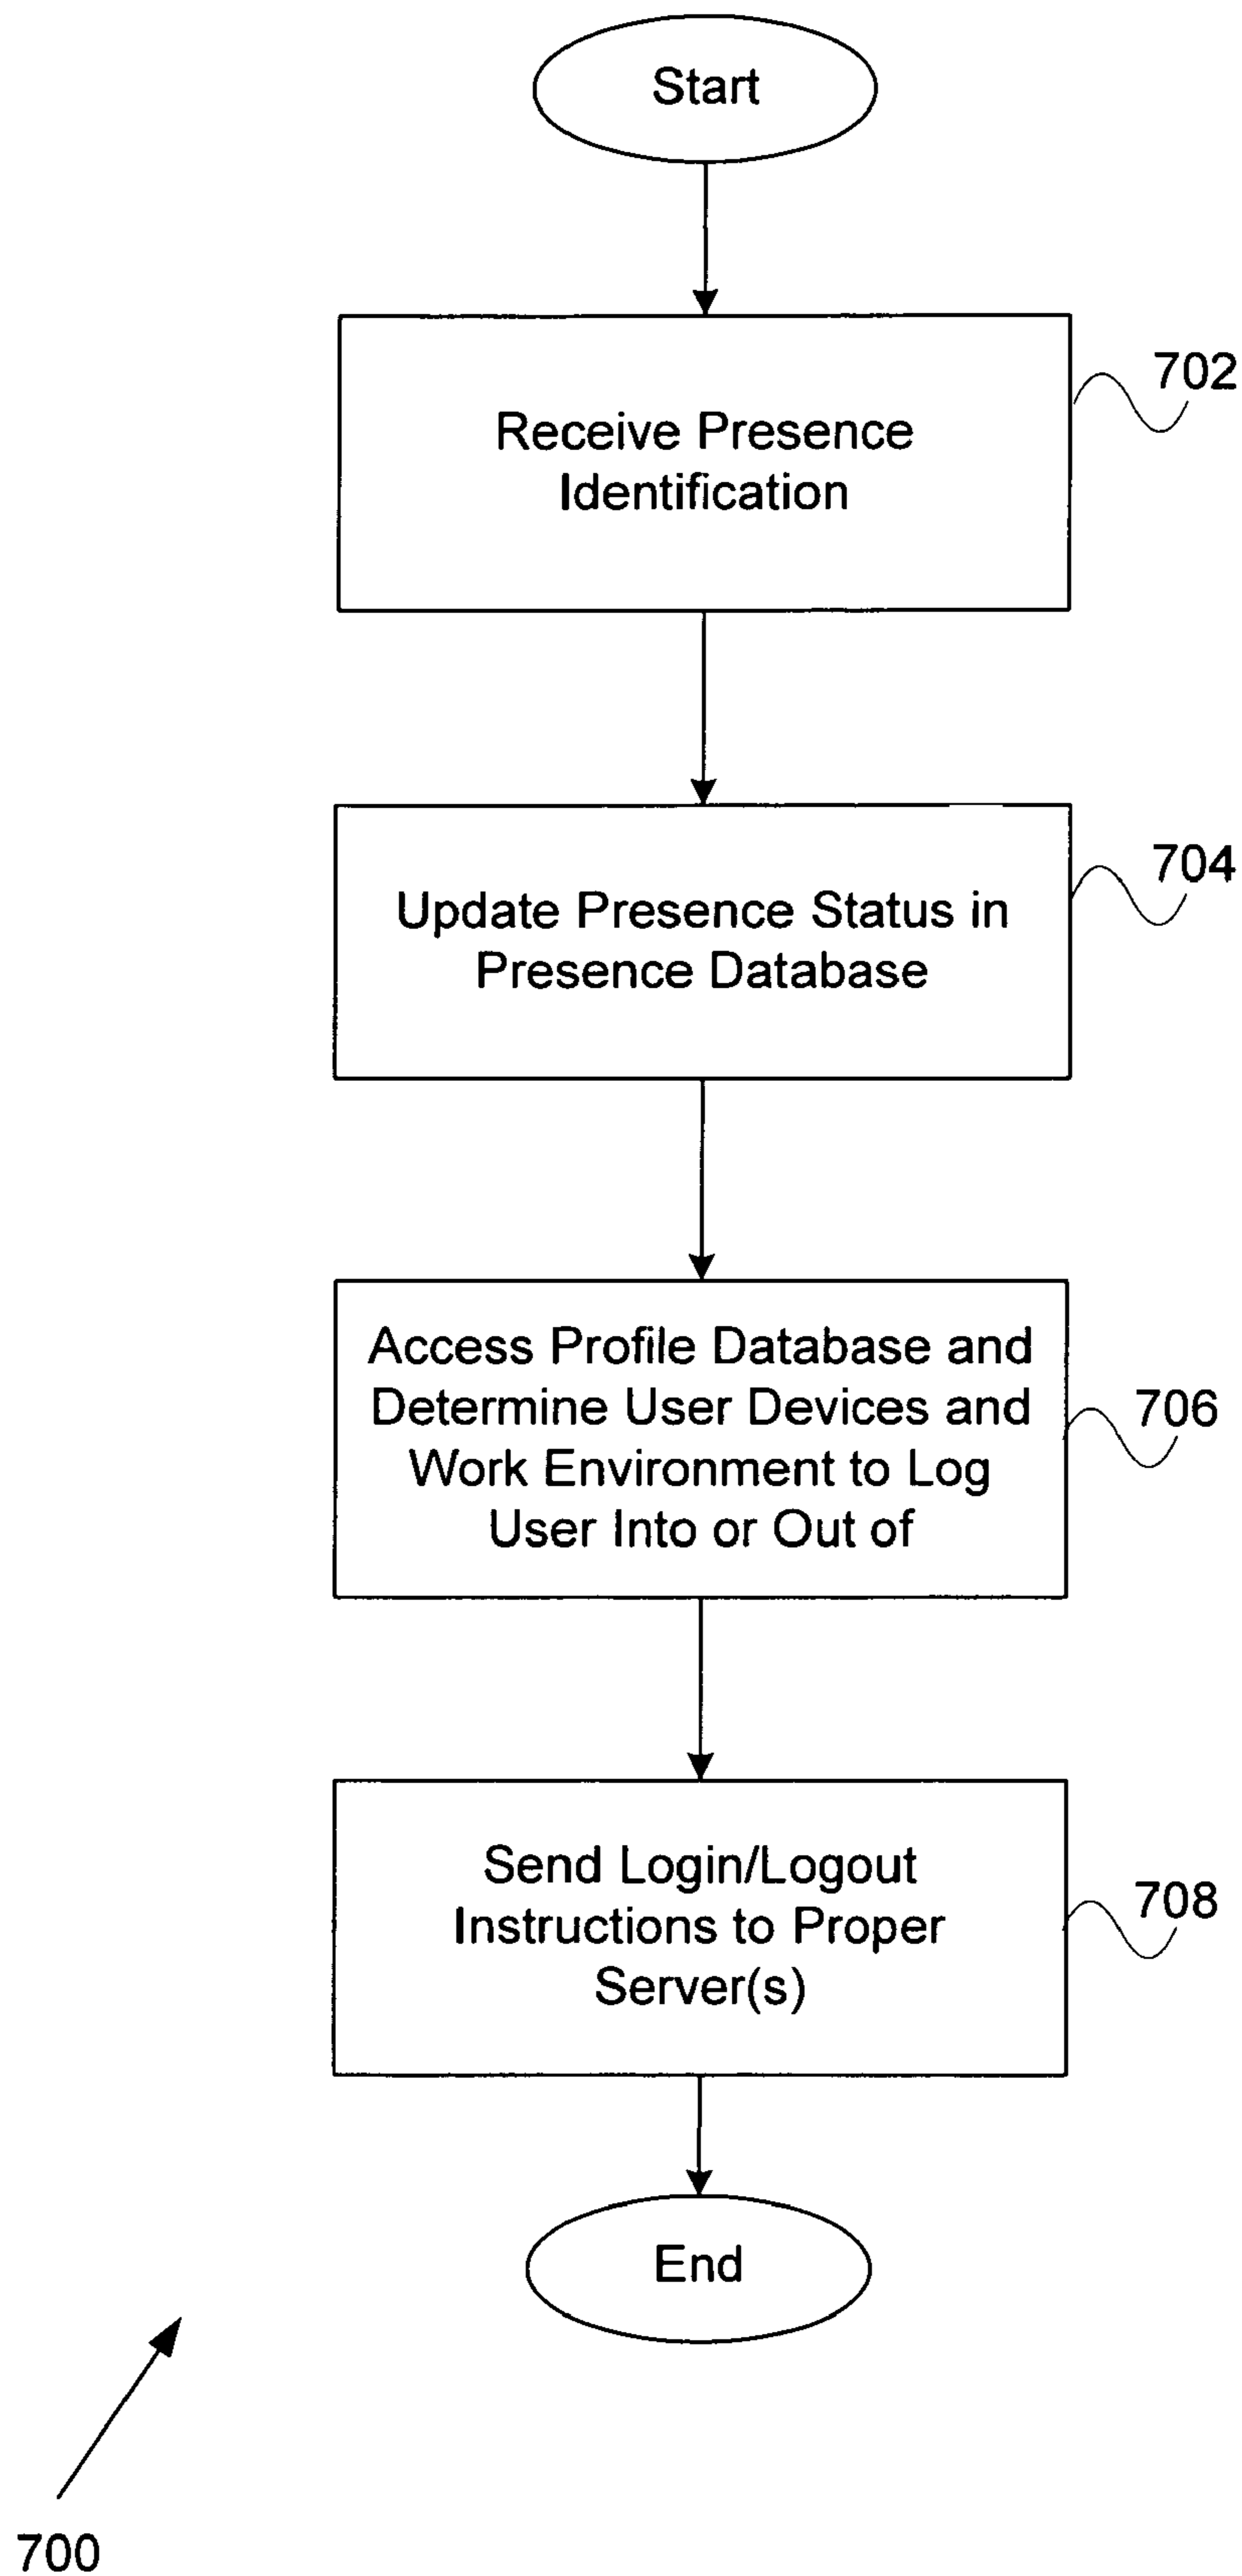 Start
702
Receive Presence
Identification
704
Update Presence Status in
Presence Database
Access Profile Database and
Determine User Devices and
Work Environment to Log
User Into or Out of
706
Send Login/Logout
Instructions to Proper
Server(s)
708
End
700